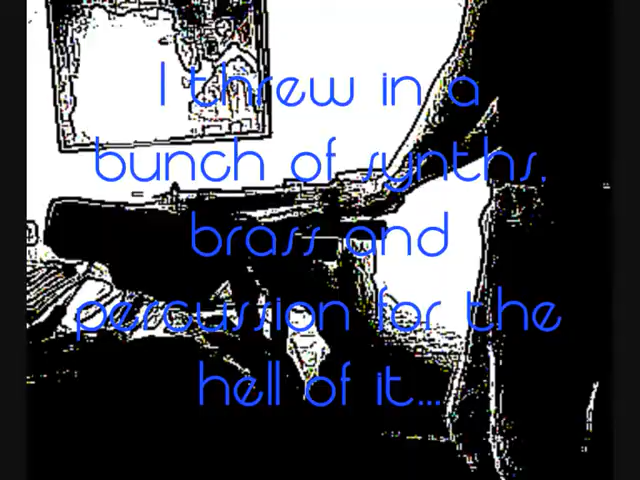 I threw in a
bunch of synths,
brass and
percussion for the
hell of it...